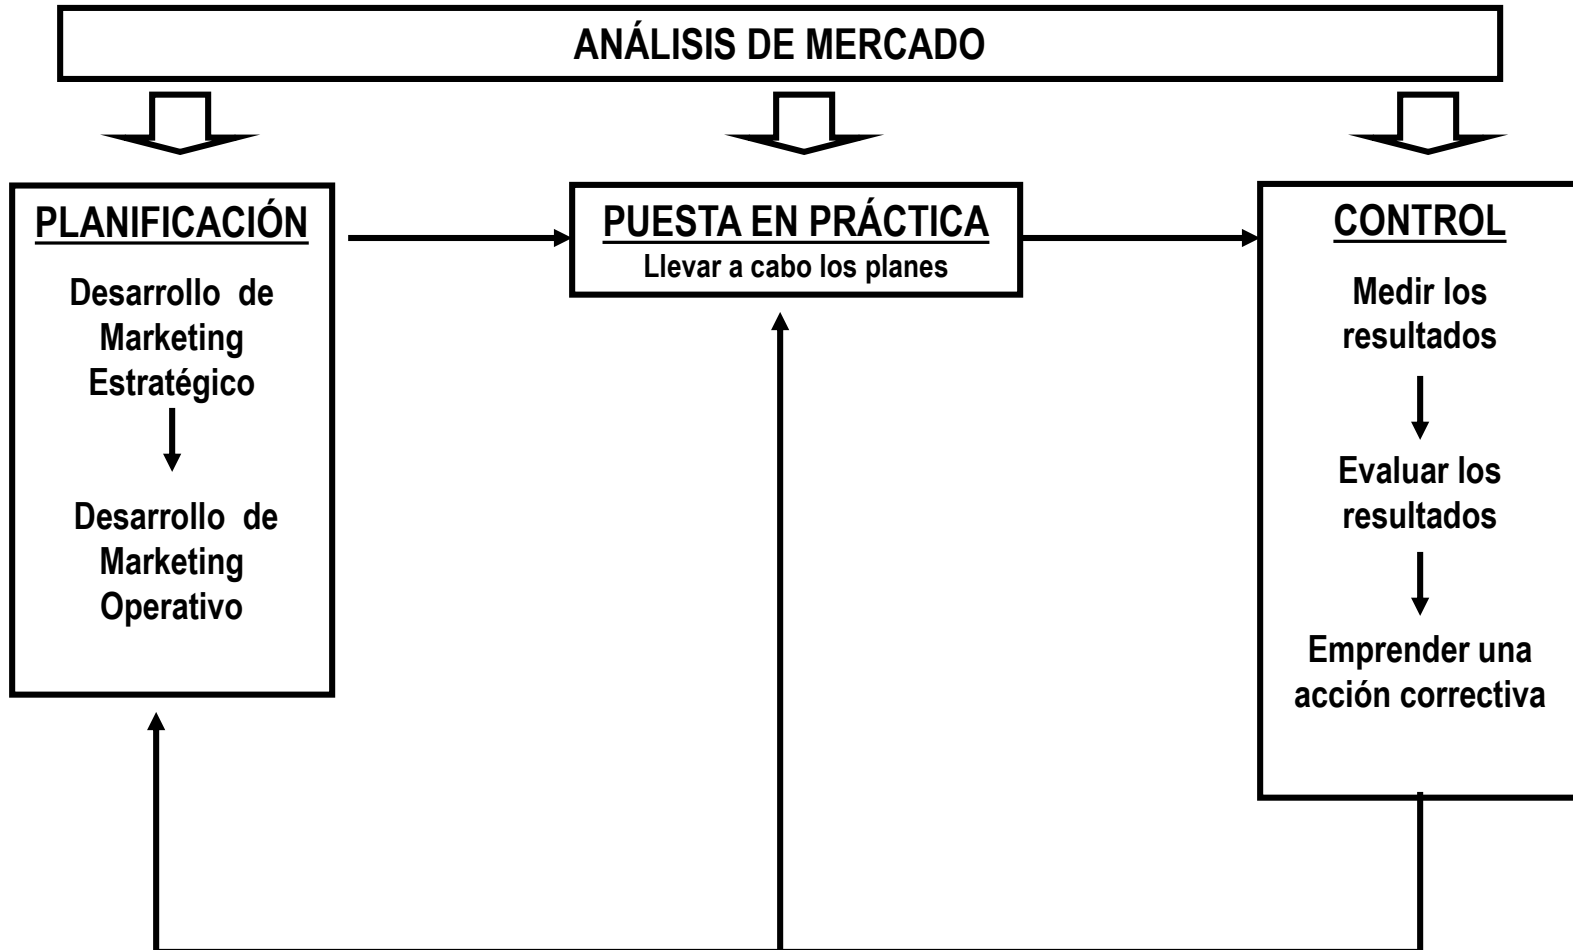 ANÁLISIS DE MERCADO
PLANIFICACIÓN
Desarrollo de
Marketing
Estratégico
Desarrollo de
Marketing
Operativo
PUESTA EN PRÁCTICA
Llevar a cabo los planes
CONTROL
Medir los
resultados
Evaluar los
resultados
Emprender una
acción correctiva